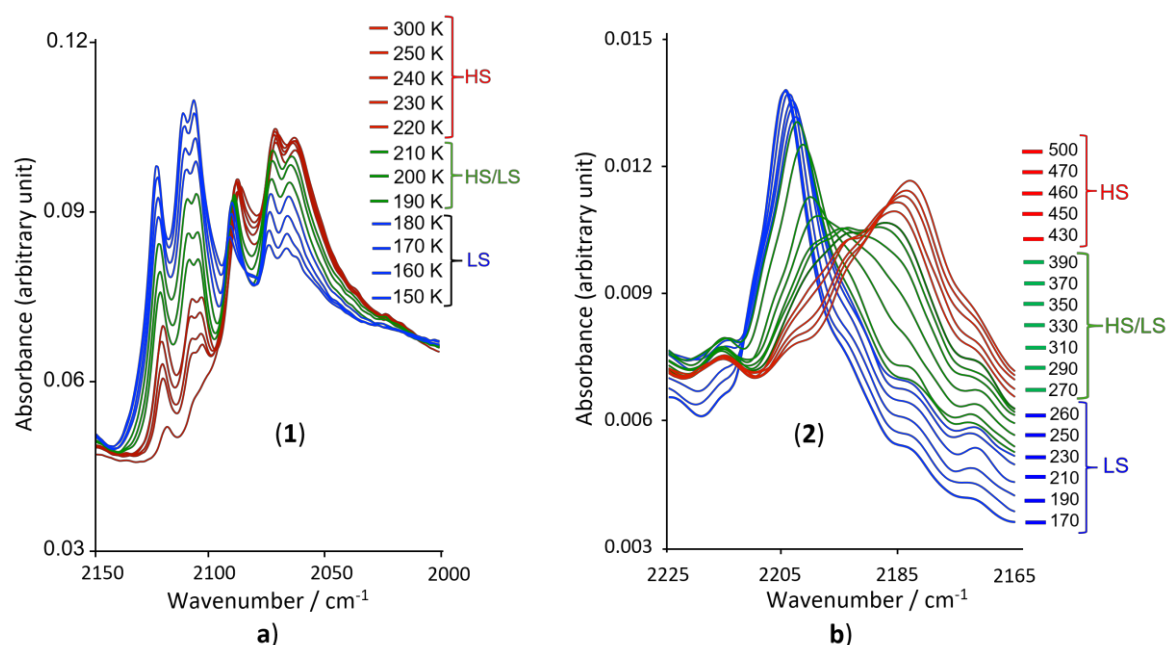 0.12
0.09
0.06
0.03
Absorbance (arbitrary unit)
300 K
250 K
240 K
230 K
220 K
HS
210 K
200 K
190 K
HS/LS
180 K
170 K
160 K
150 K
LS
(1)
2150
2100
2050
2000
Wavenumber / cm-1
a)
0.015
0.012
0.009
0.006
0.003
Absorbance (arbitrary unit)
500
470
460
450
430
HS
390
370
350
330
310
290
270
HS/LS
260
250
230
210
190
170
LS
(2)
2225
2205
2185
2165
Wavenumber / cm-1
b)